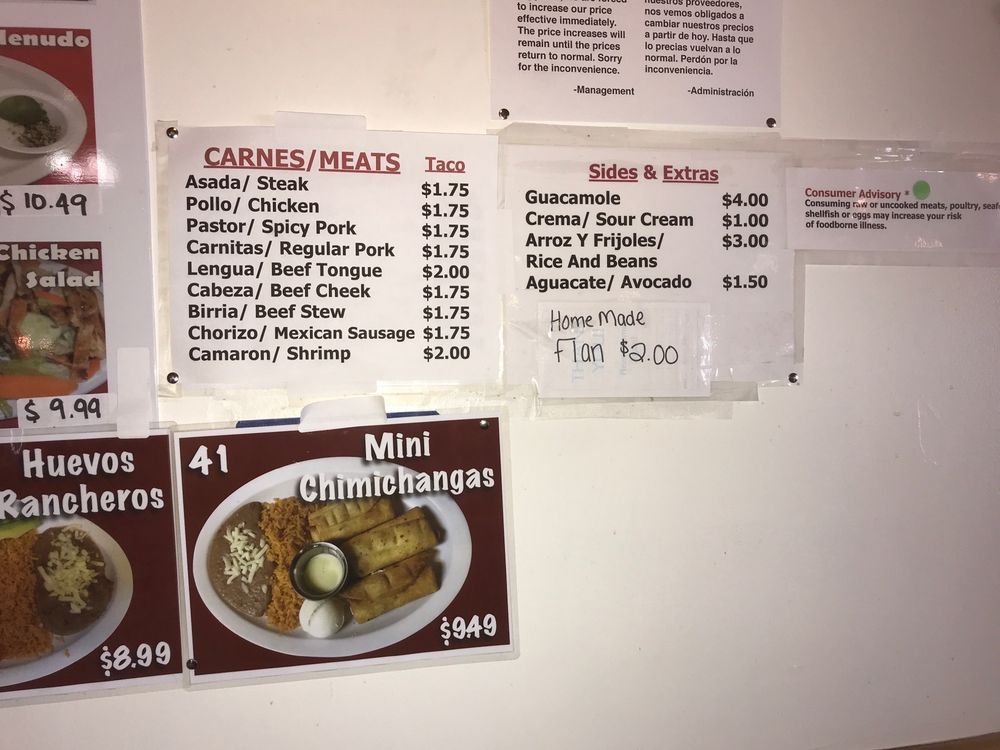 to increase our price
effective immediately.
The price increases will
remain until the prices
return to normal. Sorry
for the inconvenience.
-Management
nuestros proveedores,
nos vemos obligados a
cambiar nuestros precios
a partir de hoy. Hasta que
lo precias vuelvan a lo
normal. Perdón por la
inconveniencia.
-Administración
Menudo
$ 10.49
Chicken
Salad
$ 9.99
CARNES/MEATS Taco
Asada/ Steak $1.75
Pollo/ Chicken $1.75
Pastor/ Spicy Pork $1.75
Carnitas/ Regular Pork $1.75
Lengua/ Beef Tongue $2.00
Cabeza/ Beef Cheek $1.75
Birria/ Beef Stew $1.75
Chorizo/ Mexican Sausage $1.75
Camaron/ Shrimp $2.00
Sides & Extras
Guacamole $4.00
Crema/ Sour Cream $1.00
Arroz Y Frijoles/ $3.00
Rice And Beans
Aguacate/ Avocado $1.50
Home Made
Flan $2.00
Consumer Advisory *
Consuming raw or uncooked meats, poultry,
shellfish or eggs may increase your risk
of foodborne illness.
Huevos
Rancheros
$8.99
41
Mini
Chimichangas
$9.49